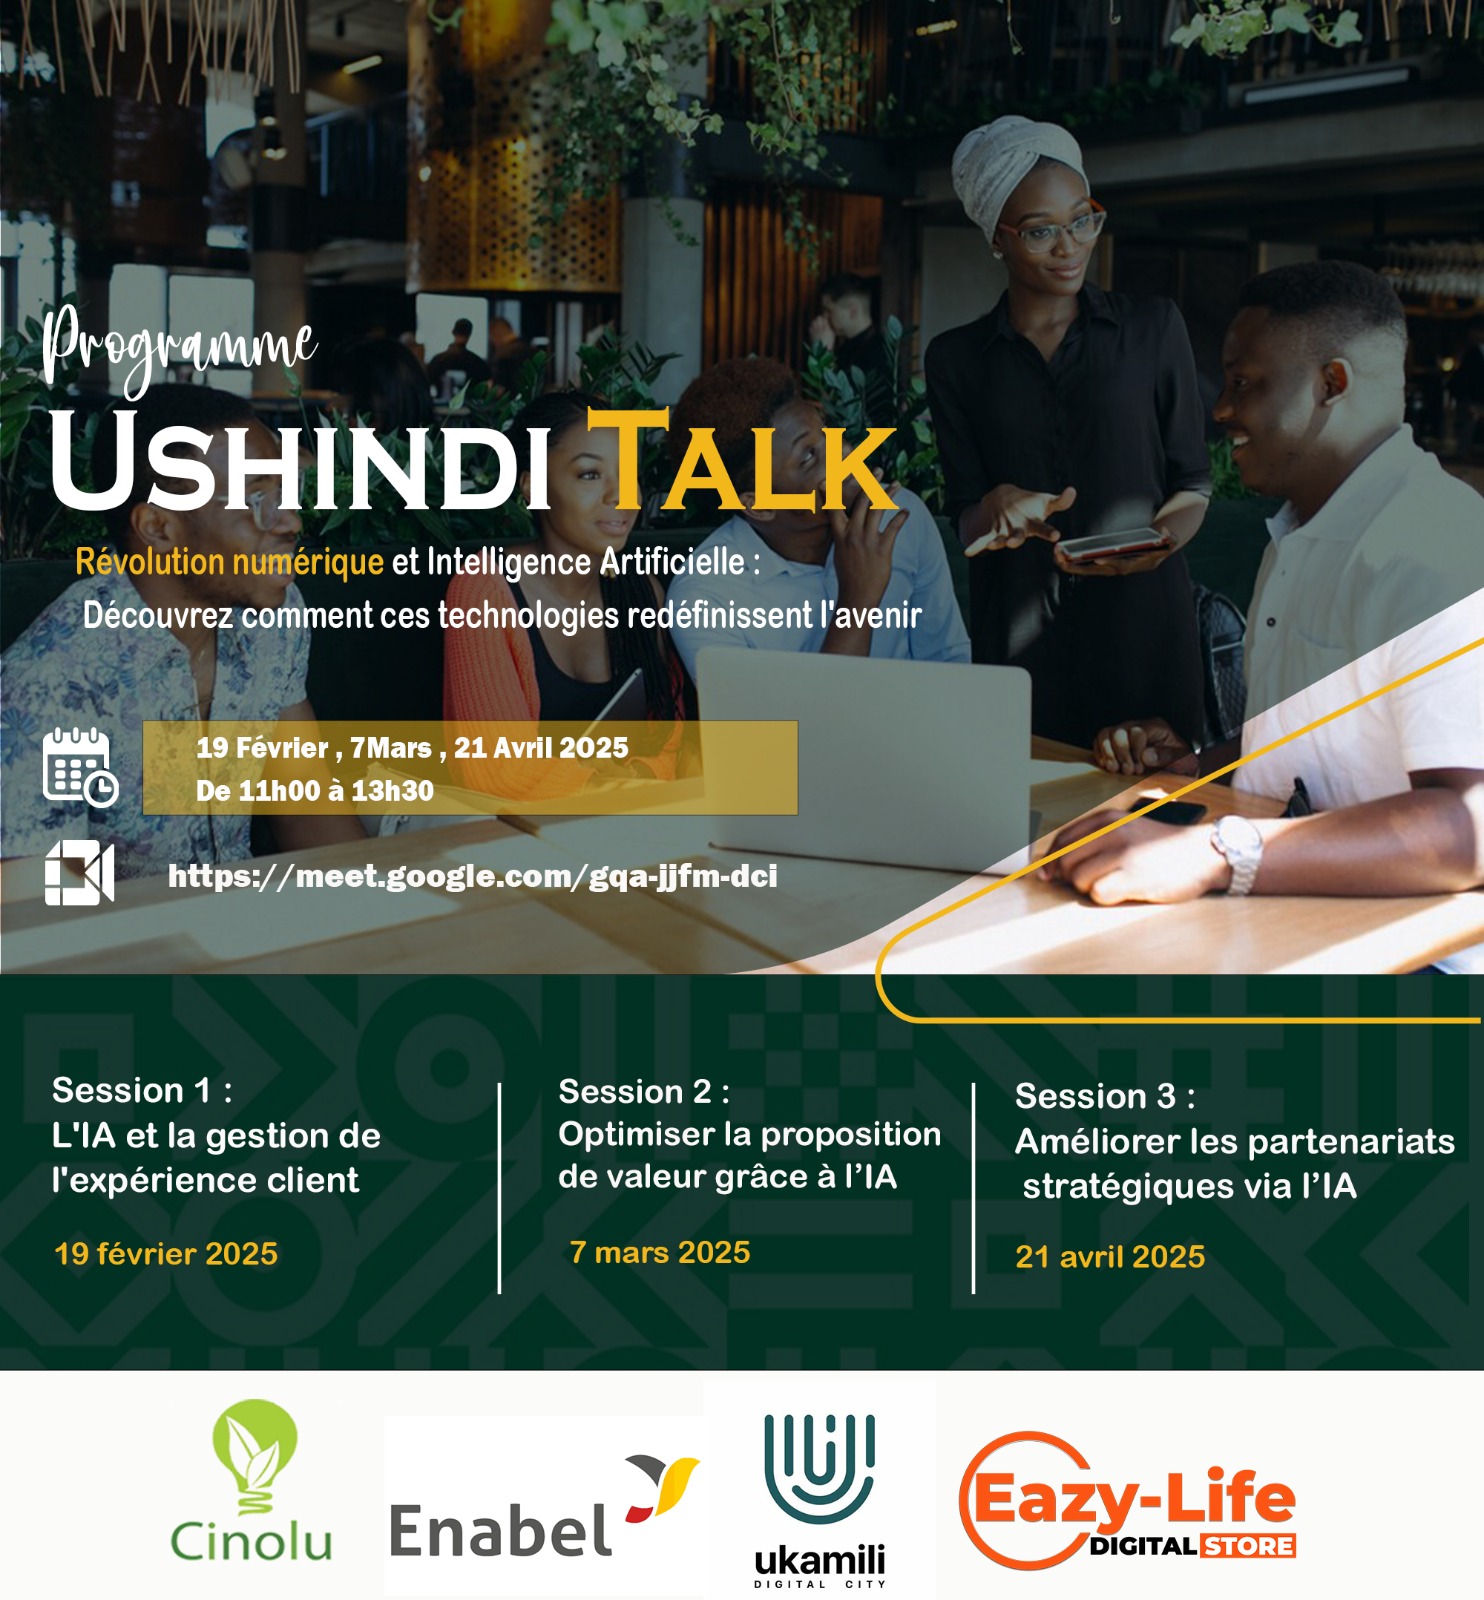 Programme
USHINDI TALK
Révolution numérique et Intelligence Artificielle :
Découvrez comment ces technologies redéfinissent l'avenir
19 Février , 7Mars , 21 Avril 2025
De 11h00 à 13h30
https://meet.google.com/gqa-jjfm-dci
Session 1 :
L'IA et la gestion de
l'expérience client
19 février 2025
Session 2 :
Optimiser la proposition
de valeur grâce à l’IA
7 mars 2025
Session 3 :
Améliorer les partenariats
stratégiques via l’IA
21 avril 2025
Cinolu
Enabel
ukamili
DIGITAL CITY
Eazy-Life
DIGITAL STORE